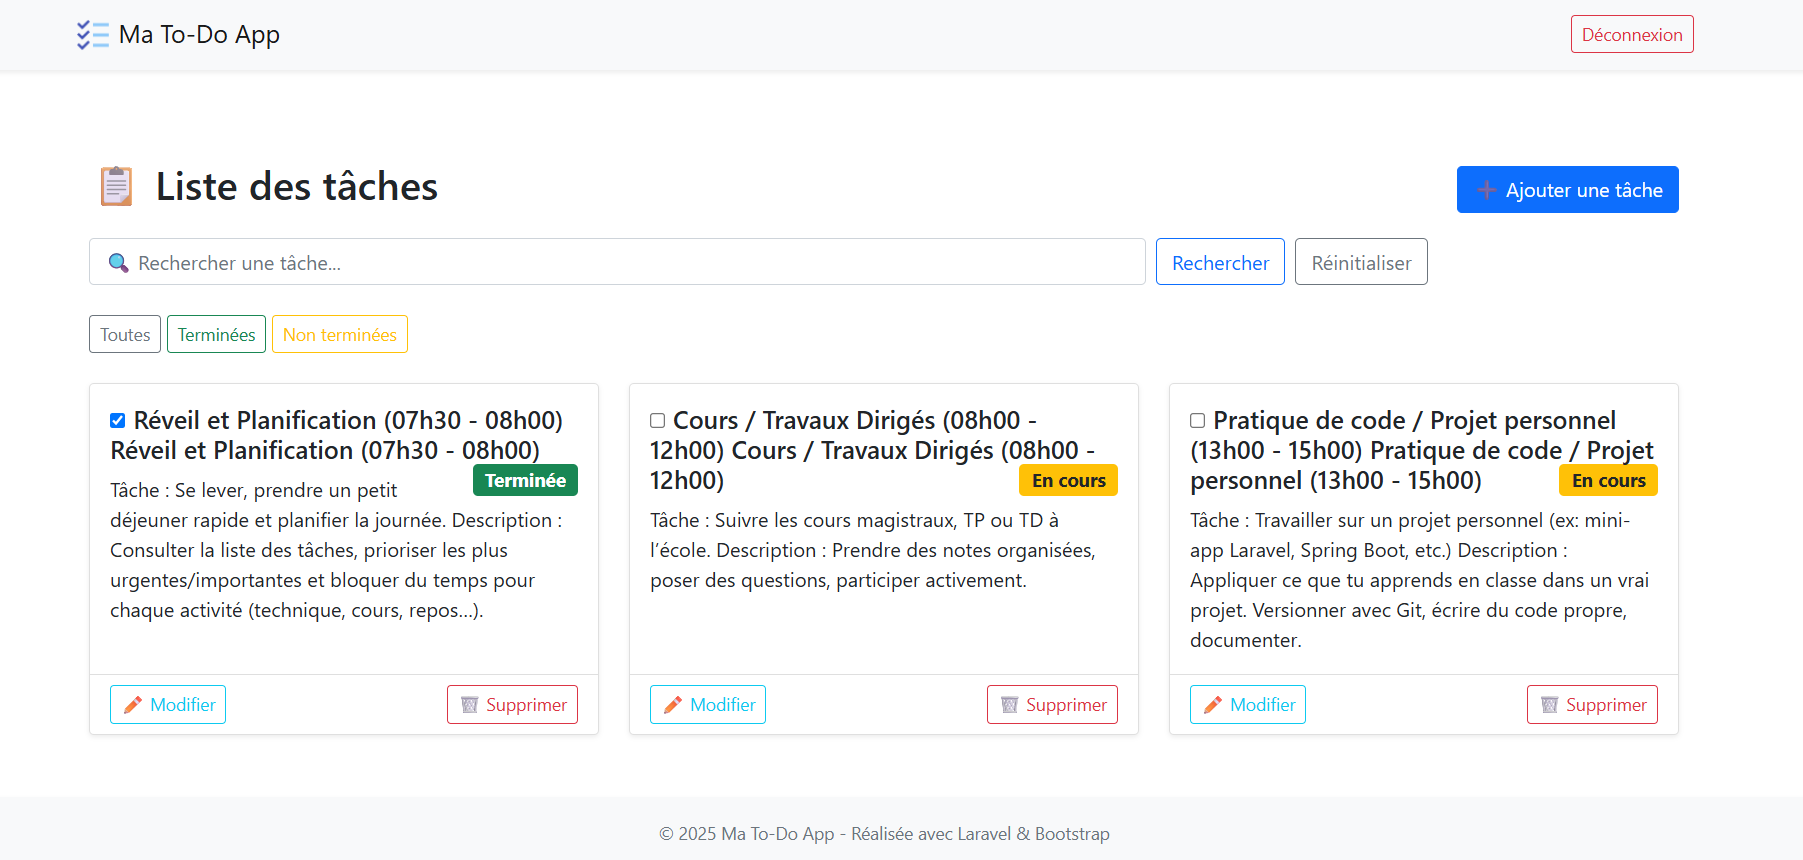 Ma To-Do App
Déconnexion
Liste des tâches
Ajouter une tâche
Rechercher une tâche...
Rechercher
Réinitialiser
Toutes
Terminées
Non terminées
Réveil et Planification (07h30 - 08h00)
Réveil et Planification (07h30 - 08h00)
Terminée
Tâche : Se lever, prendre un petit
déjeuner rapide et planifier la journée. Description :
Consulter la liste des tâches, prioriser les plus
urgentes/importantes et bloquer du temps pour
chaque activité (technique, cours, repos…).
Modifier
Supprimer
Cours / Travaux Dirigés (08h00 -
12h00) Cours / Travaux Dirigés (08h00 -
12h00)
En cours
Tâche : Suivre les cours magistraux, TP ou TD à
l’école. Description : Prendre des notes organisées,
poser des questions, participer activement.
Modifier
Supprimer
Pratique de code / Projet personnel
(13h00 - 15h00) Pratique de code / Projet
personnel (13h00 - 15h00)
En cours
Tâche : Travailler sur un projet personnel (ex: mini-
app Laravel, Spring Boot, etc.) Description :
Appliquer ce que tu apprends en classe dans un vrai
projet. Versionner avec Git, écrire du code propre,
documenter.
Modifier
Supprimer
© 2025 Ma To-Do App - Réalisée avec Laravel & Bootstrap